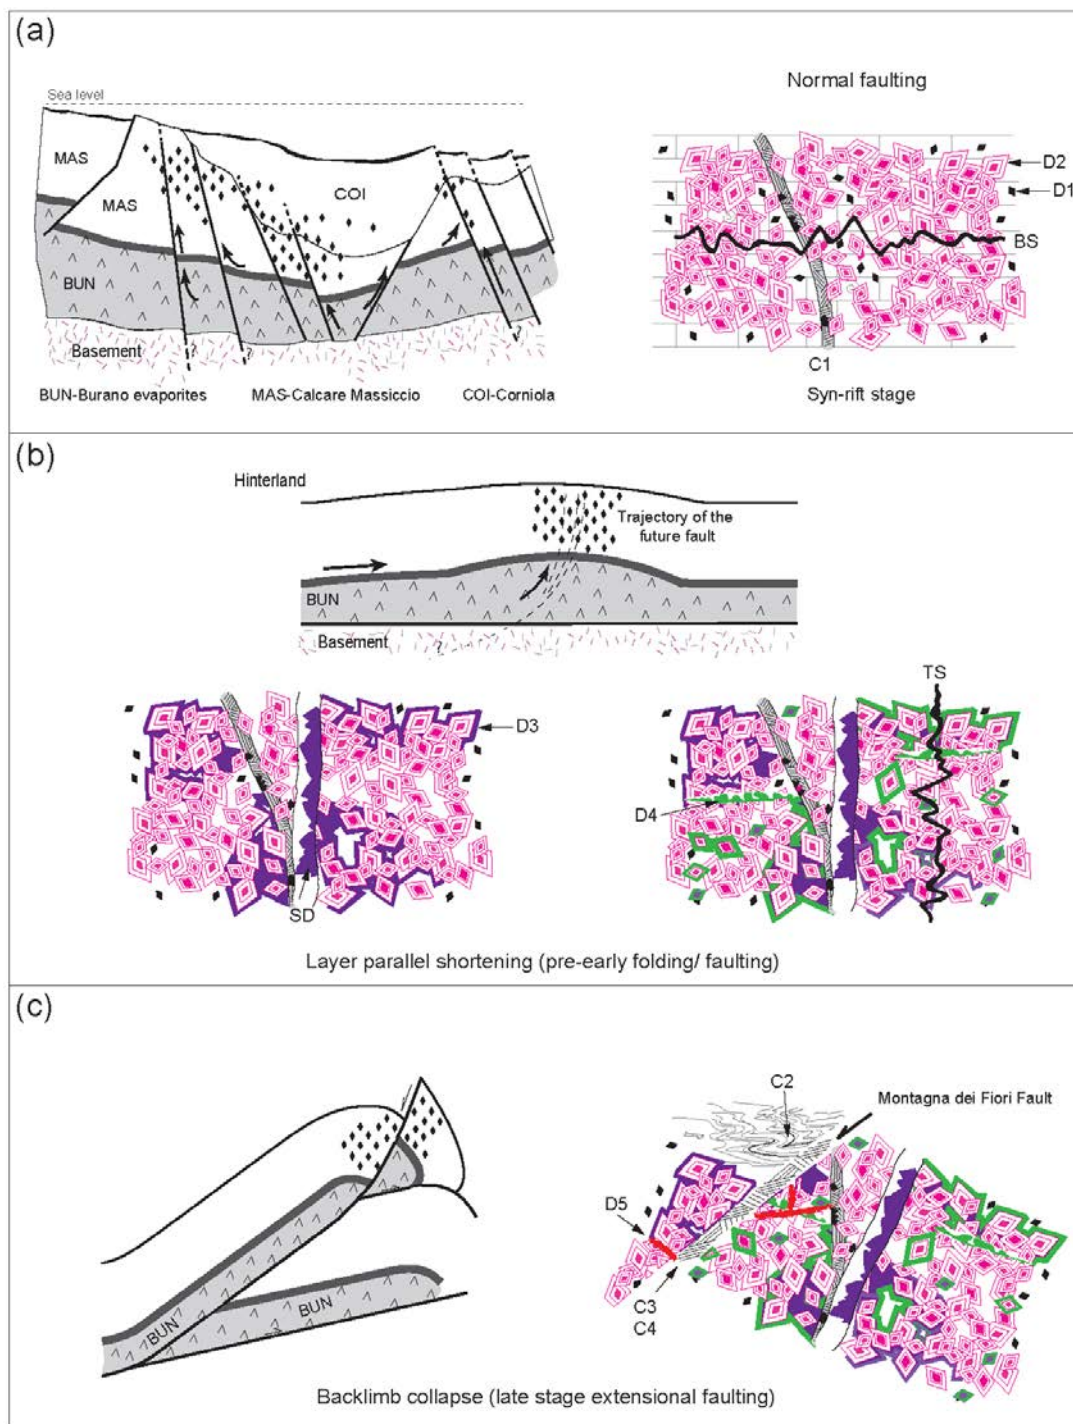 (a)
Sea level
Normal faulting
MAS
MAS
COI
BUN
D2
D1
BS
?
?
?
Basement
C1
BUN-Burano evaporites
MAS-Calcare Massiccio
COI-Corniola
Syn-rift stage
(b)
Hinterland
Trajectory of the
future fault
BUN
Basement
?
TS
D3
D4
SD
Layer parallel shortening (pre-early folding/ faulting)
(c)
C2
Montagna dei Fiori Fault
D5
C3
C4
BUN
BUN
Backlimb collapse (late stage extensional faulting)